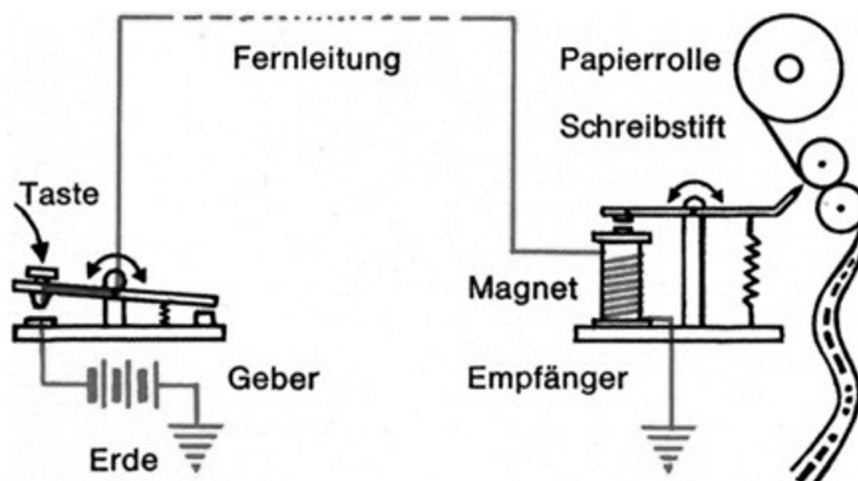 Fernleitung
Papierrolle
Schreibstift
Taste
Magnet
Geber
Empfänger
Erde